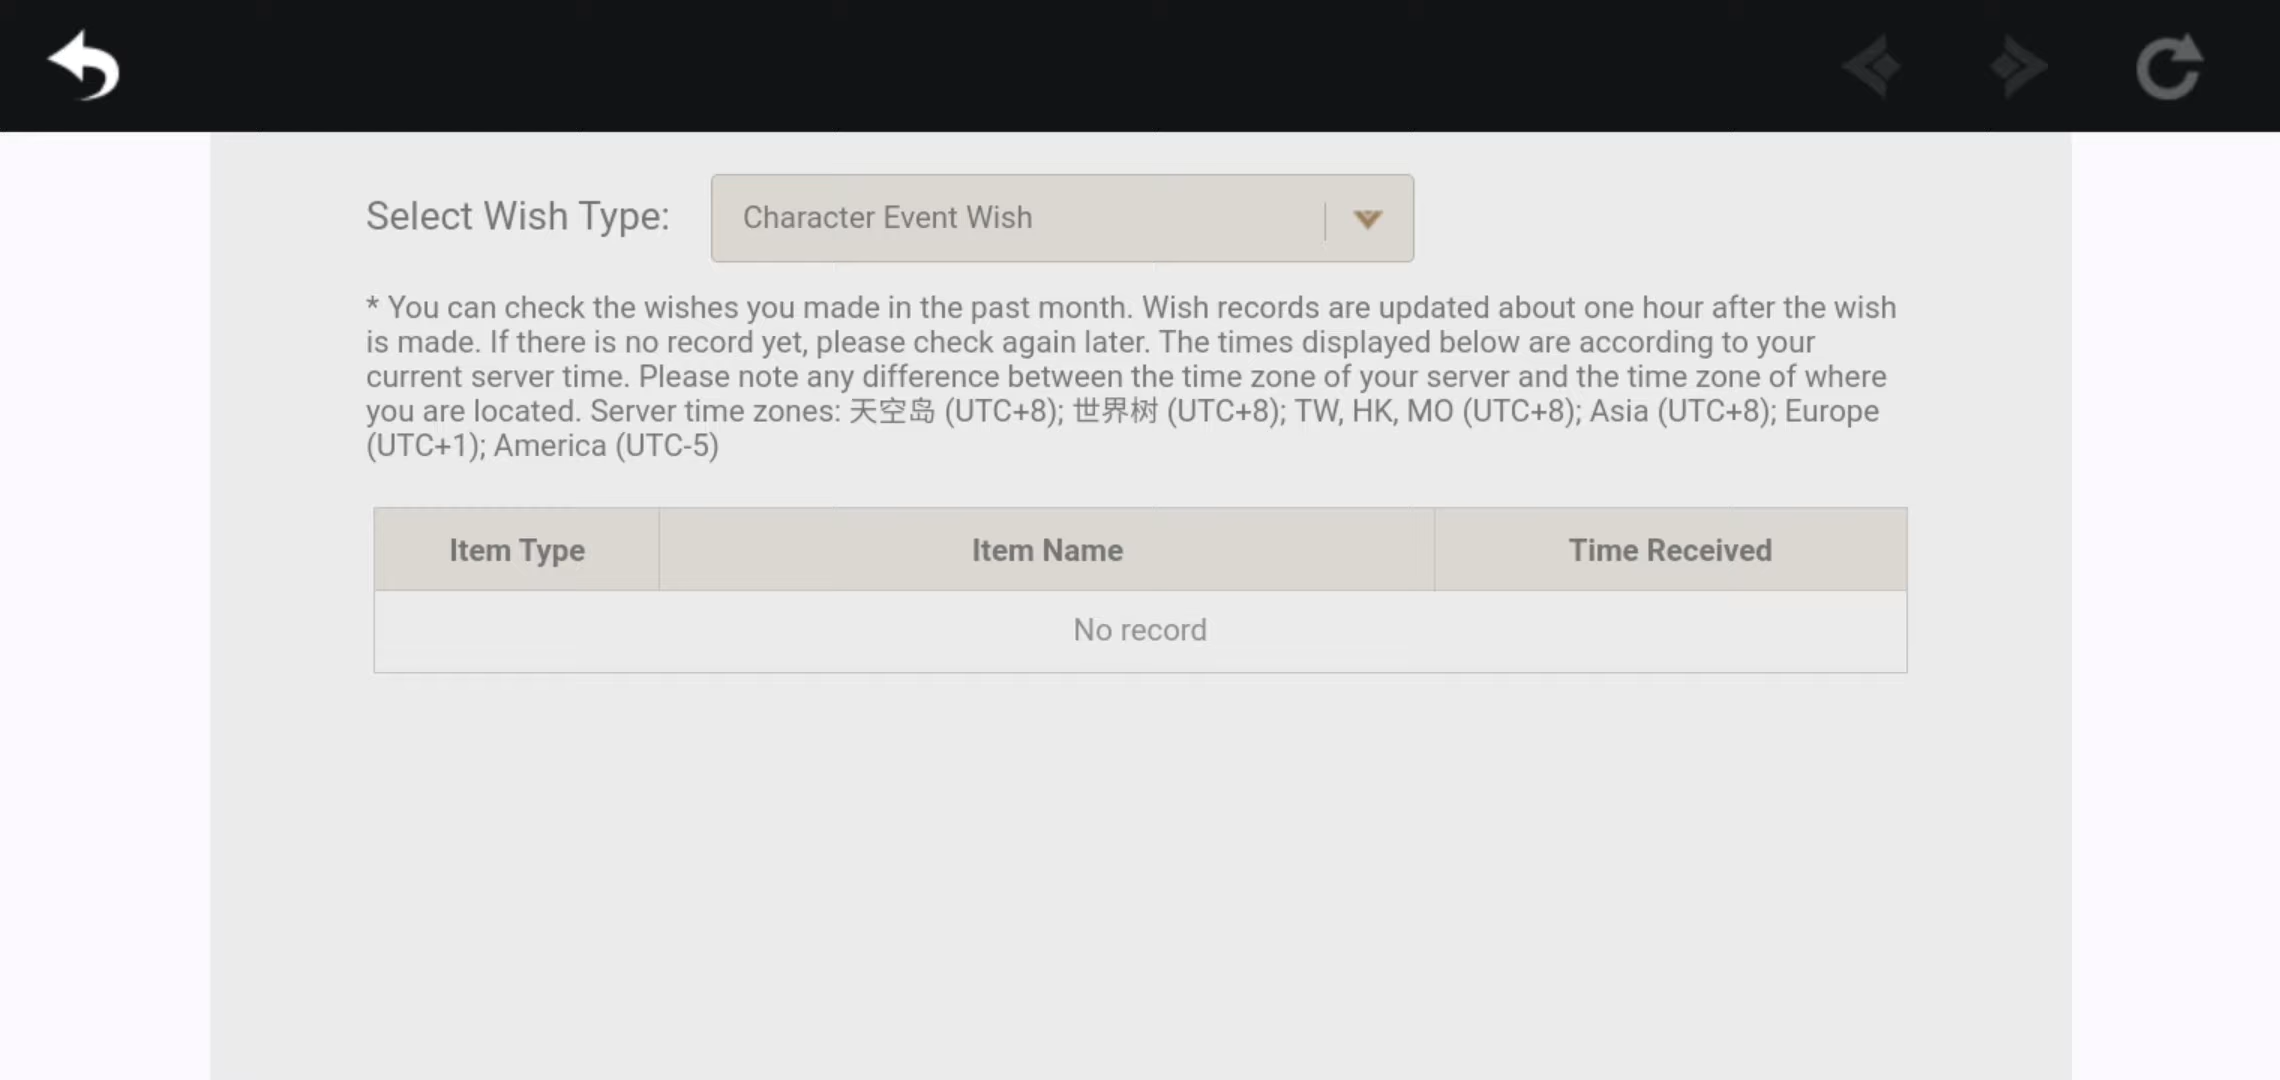 Select Wish Type: Character Event Wish
* You can check the wishes you made in the past month. Wish records are updated about one hour after the wish
is made. If there is no record yet, please check again later. The times displayed below are according to your
current server time. Please note any difference between the time zone of your server and the time zone of where
you are located. Server time zones: 天空岛 (UTC+8); 世界树 (UTC+8); TW, HK, MO (UTC+8); Asia (UTC+8); Europe
(UTC+1); America (UTC-5)
Item Type Item Name Time Received
No record